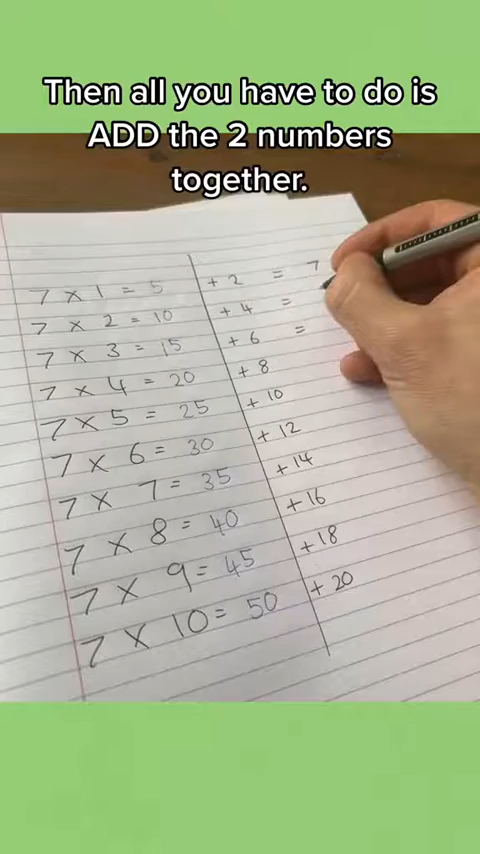 Then all you have to do is
ADD the 2 numbers
together.
7 x 1 = 5 + 2 = 7
7 x 2 = 10 + 4 =
7 x 3 = 15 + 6 =
7 x 4 = 20 + 8
7 x 5 = 25 + 10
7 x 6 = 30 + 12
7 x 7 = 35 + 14
7 x 8 = 40 + 16
7 x 9 = 45 + 18
7 x 10 = 50 + 20